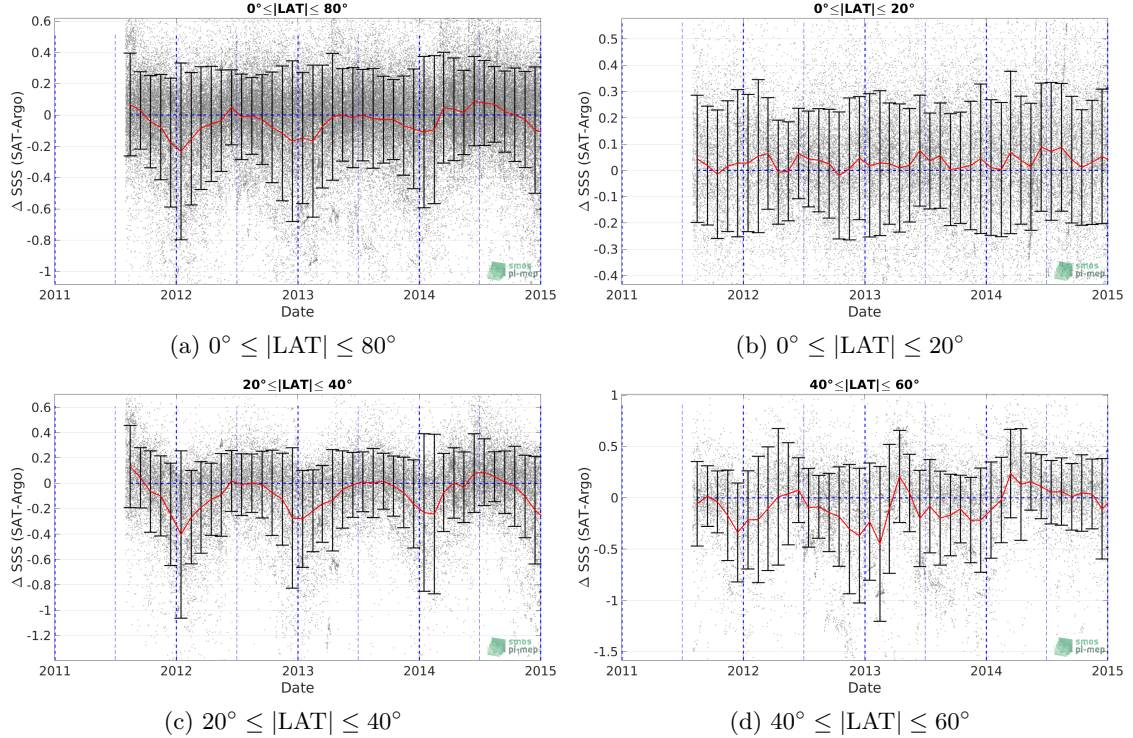 0°≤|LAT|≤ 80°
Δ SSS (SAT-Argo)
0.6
0.4
0.2
0
-0.2
-0.4
-0.6
-0.8
-1
2011
2012
2013
2014
2015
Date
smos
pi-mep
(a) 0° ≤ |LAT| ≤ 80°
0°≤|LAT|≤ 20°
Δ SSS (SAT-Argo)
0.5
0.4
0.3
0.2
0.1
0
-0.1
-0.2
-0.3
-0.4
2011
2012
2013
2014
2015
Date
smos
pi-mep
(b) 0° ≤ |LAT| ≤ 20°
20°≤|LAT|≤ 40°
Δ SSS (SAT-Argo)
0.6
0.4
0.2
0
-0.2
-0.4
-0.6
-0.8
-1
-1.2
2011
2012
2013
2014
2015
Date
smos
pi-mep
(c) 20° ≤ |LAT| ≤ 40°
40°≤|LAT|≤ 60°
Δ SSS (SAT-Argo)
1
0.5
0
-0.5
-1
-1.5
2011
2012
2013
2014
2015
Date
smos
pi-mep
(d) 40° ≤ |LAT| ≤ 60°